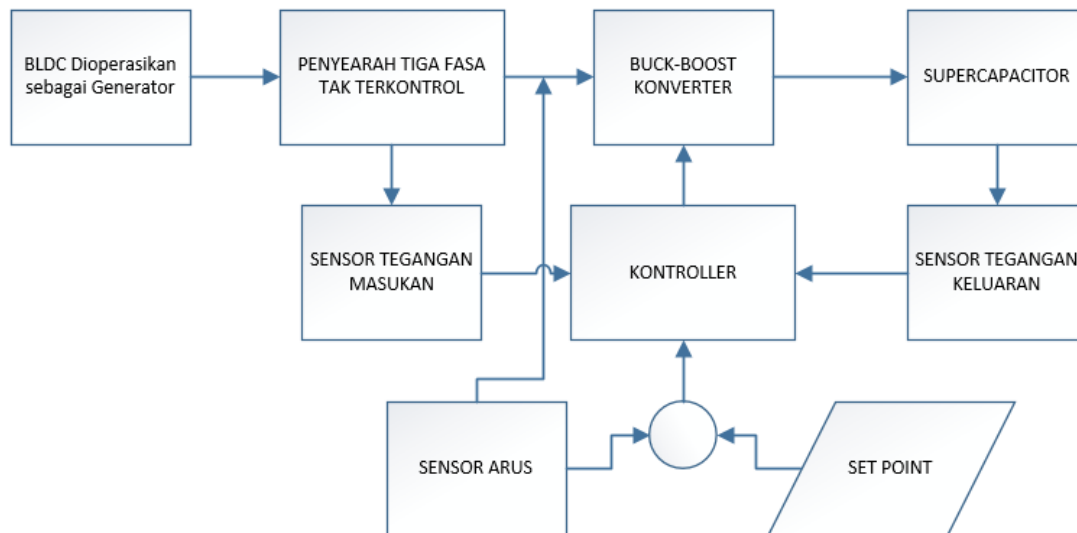 BLDC Dioperasikan
sebagai Generator
PENYEARAH TIGA FASA
TAK TERKONTROL
BUCK-BOOST
KONVERTER
SUPERCAPACITOR
SENSOR TEGANGAN
MASUKAN
KONTROLLER
SENSOR TEGANGAN
KELUARAN
SENSOR ARUS
SET POINT